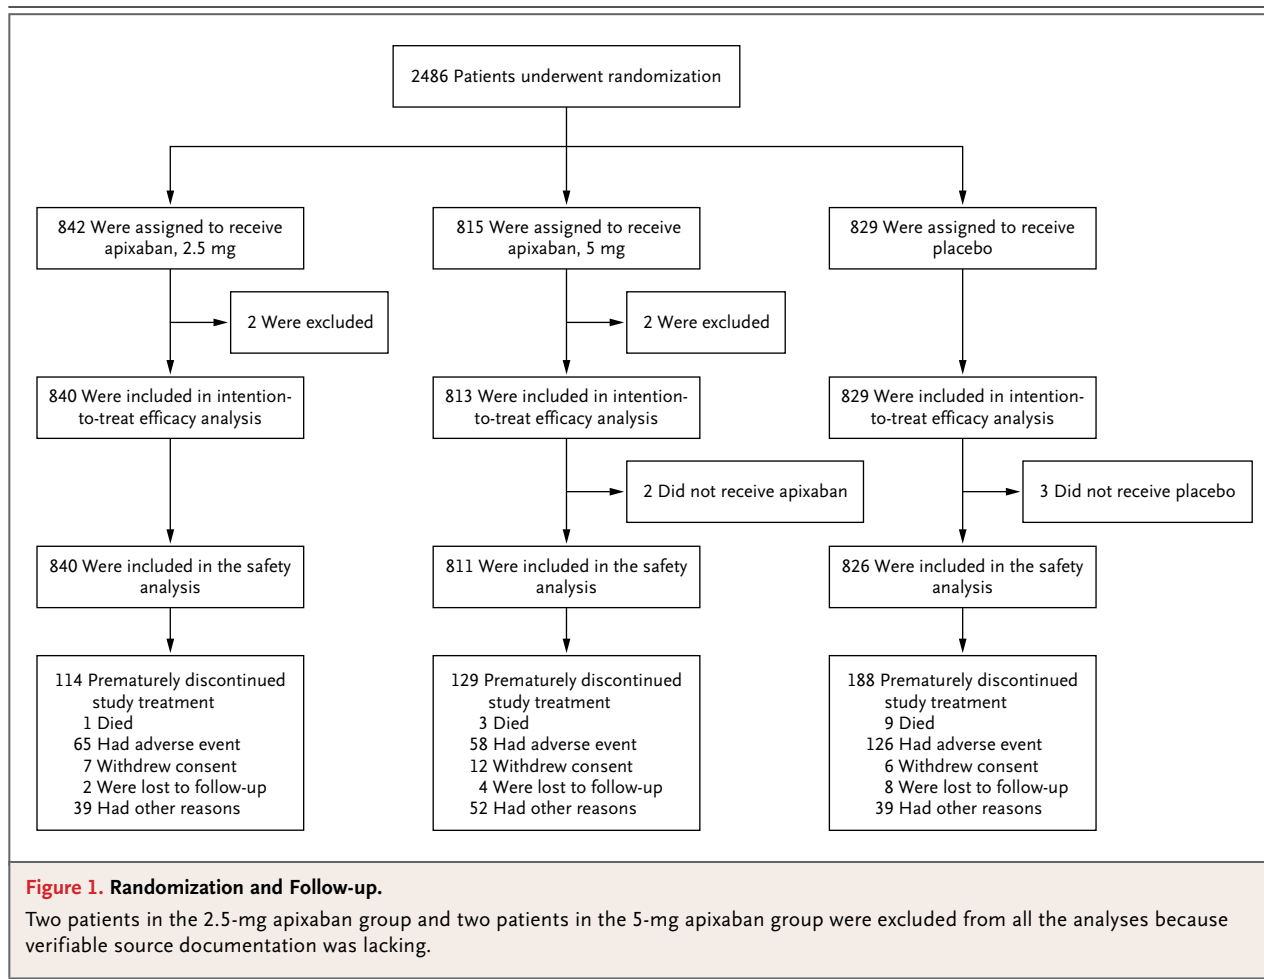 2486 Patients underwent randomization
842 Were assigned to receive
apixaban, 2.5 mg
815 Were assigned to receive
apixaban, 5 mg
829 Were assigned to receive
placebo
2 Were excluded
2 Were excluded
840 Were included in intention-
to-treat efficacy analysis
813 Were included in intention-
to-treat efficacy analysis
829 Were included in intention-
to-treat efficacy analysis
2 Did not receive apixaban
3 Did not receive placebo
840 Were included in the safety
analysis
811 Were included in the safety
analysis
826 Were included in the safety
analysis
114 Prematurely discontinued
study treatment
1 Died
65 Had adverse event
7 Withdrew consent
2 Were lost to follow-up
39 Had other reasons
129 Prematurely discontinued
study treatment
3 Died
58 Had adverse event
12 Withdrew consent
4 Were lost to follow-up
52 Had other reasons
188 Prematurely discontinued
study treatment
9 Died
126 Had adverse event
6 Withdrew consent
8 Were lost to follow-up
39 Had other reasons
Figure 1. Randomization and Follow-up.
Two patients in the 2.5-mg apixaban group and two patients in the 5-mg apixaban group were excluded from all the analyses because
verifiable source documentation was lacking.